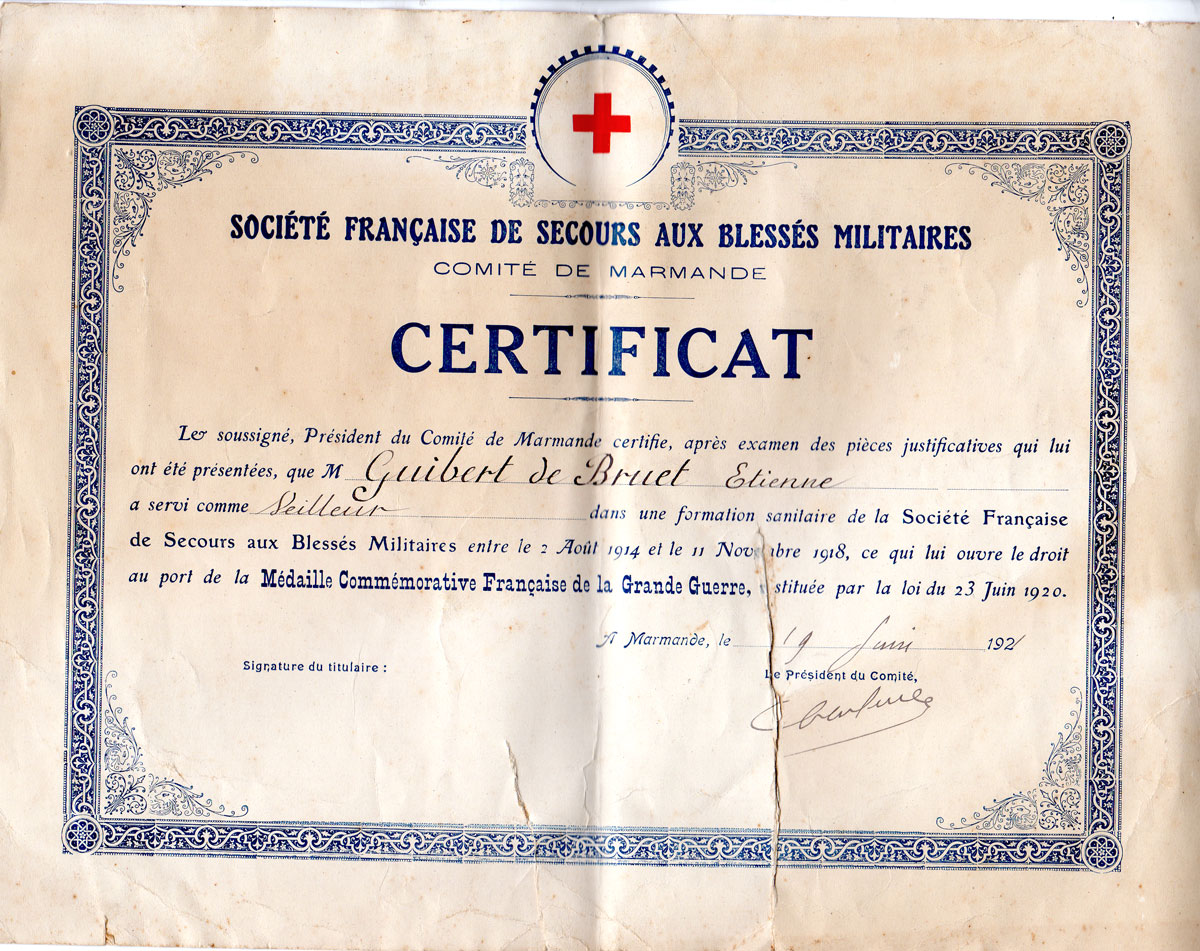 SOCIÉTÉ FRANÇAISE DE SECOURS AUX BLESSÉS MILITAIRES
COMITÉ DE MARMANDE
CERTIFICAT
Le soussigné, Président du Comité de Marmande certifie, après examen des pièces justificatives qui lui
ont été présentées, que M Guibert de Bruet Etienne
a servi comme Veilleur dans une formation sanitaire de la Société Française
de Secours aux Blessés Militaires entre le 2 Août 1914 et le 11 Novembre 1918, ce qui lui ouvre le droit
au port de la Médaille Commémorative Française de la Grande Guerre, instituée par la loi du 23 Juin 1920.
A Marmande, le 19 Juin 1921
Signature du titulaire :
Le Président du Comité,